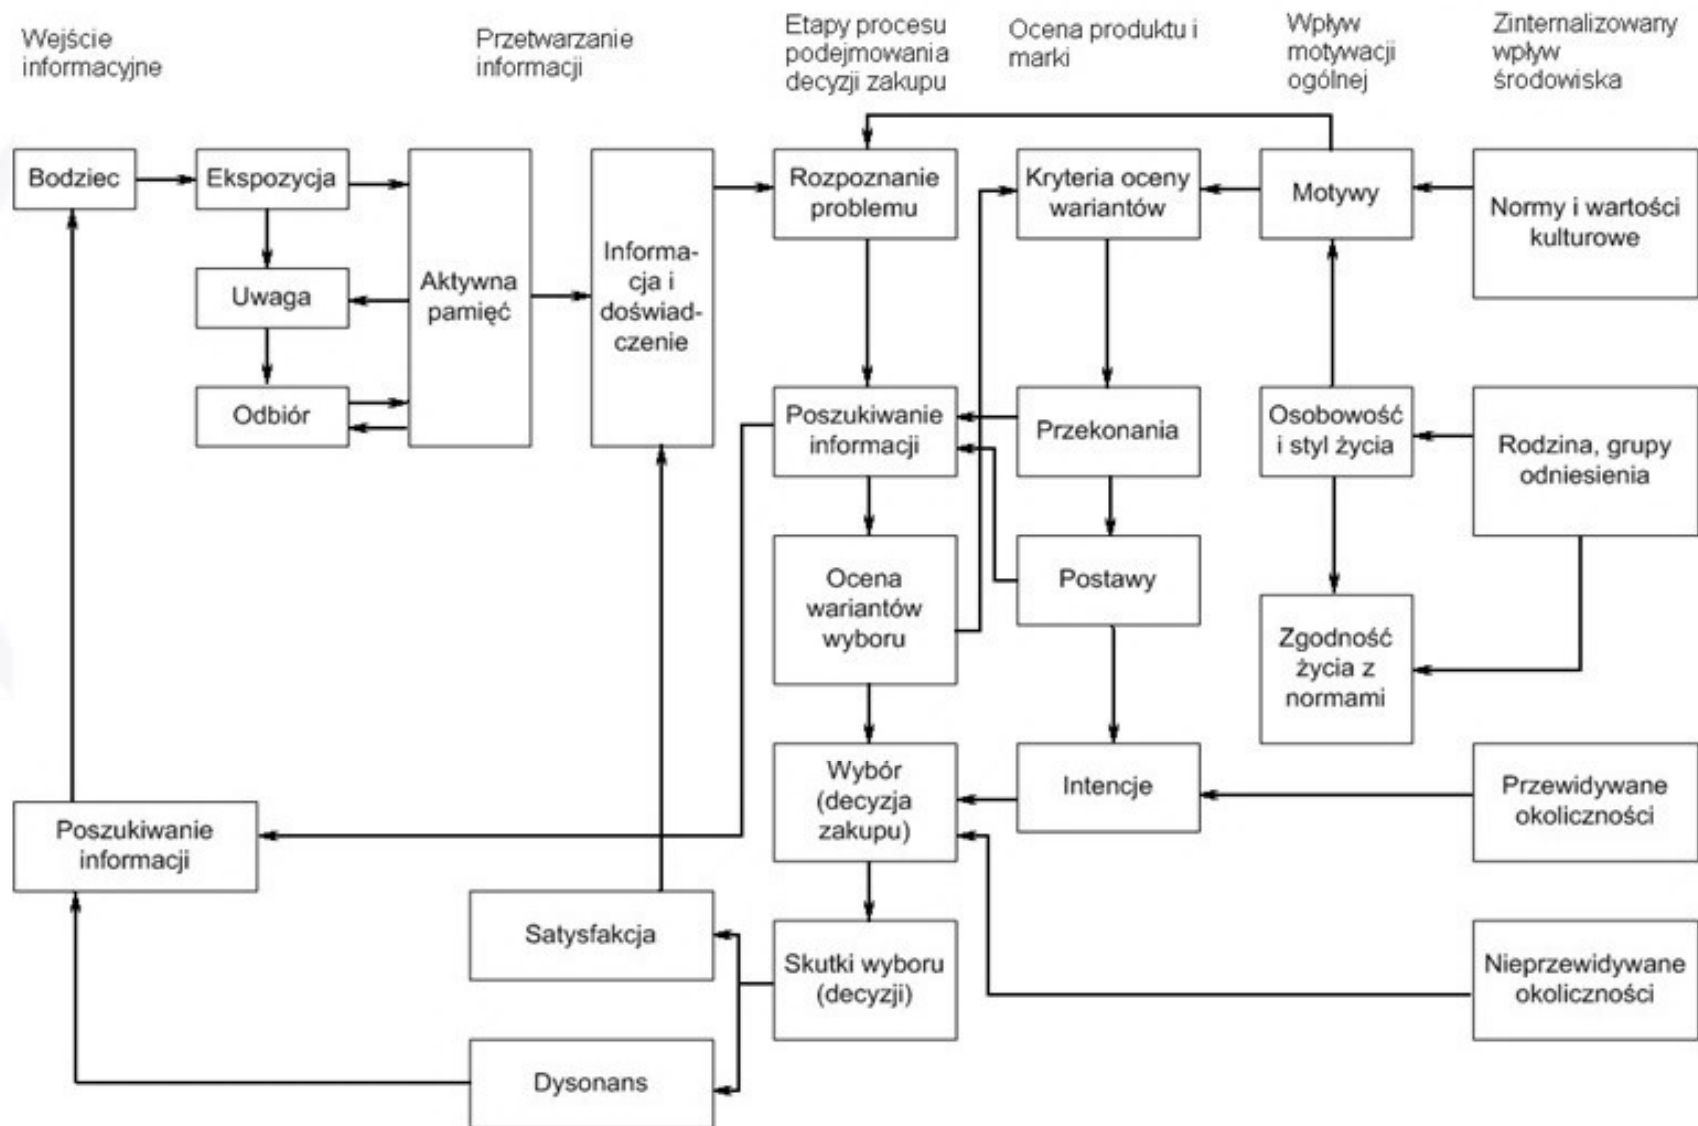 Wejście
informacyjne
Przetwarzanie
informacji
Etapy procesu
podejmowania
decyzji zakupu
Ocena produktu i
marki
Wpływ
motywacji
ogólnej
Zinternalizowany
wpływ
środowiska
Bodziec
Ekspozycja
Uwaga
Odbiór
Aktywna
pamięć
Informa-
cja i
doświad-
czenie
Rozpoznanie
problemu
Kryteria oceny
wariantów
Motywy
Normy i wartości
kulturowe
Poszukiwanie
informacji
Przekonania
Osobowość
i styl życia
Rodzina, grupy
odniesienia
Ocena
wariantów
wyboru
Postawy
Zgodność
życia z
normami
Wybór
(decyzja
zakupu)
Intencje
Przewidywane
okoliczności
Poszukiwanie
informacji
Satysfakcja
Skutki wyboru
(decyzji)
Nieprzewidywane
okoliczności
Dysonans